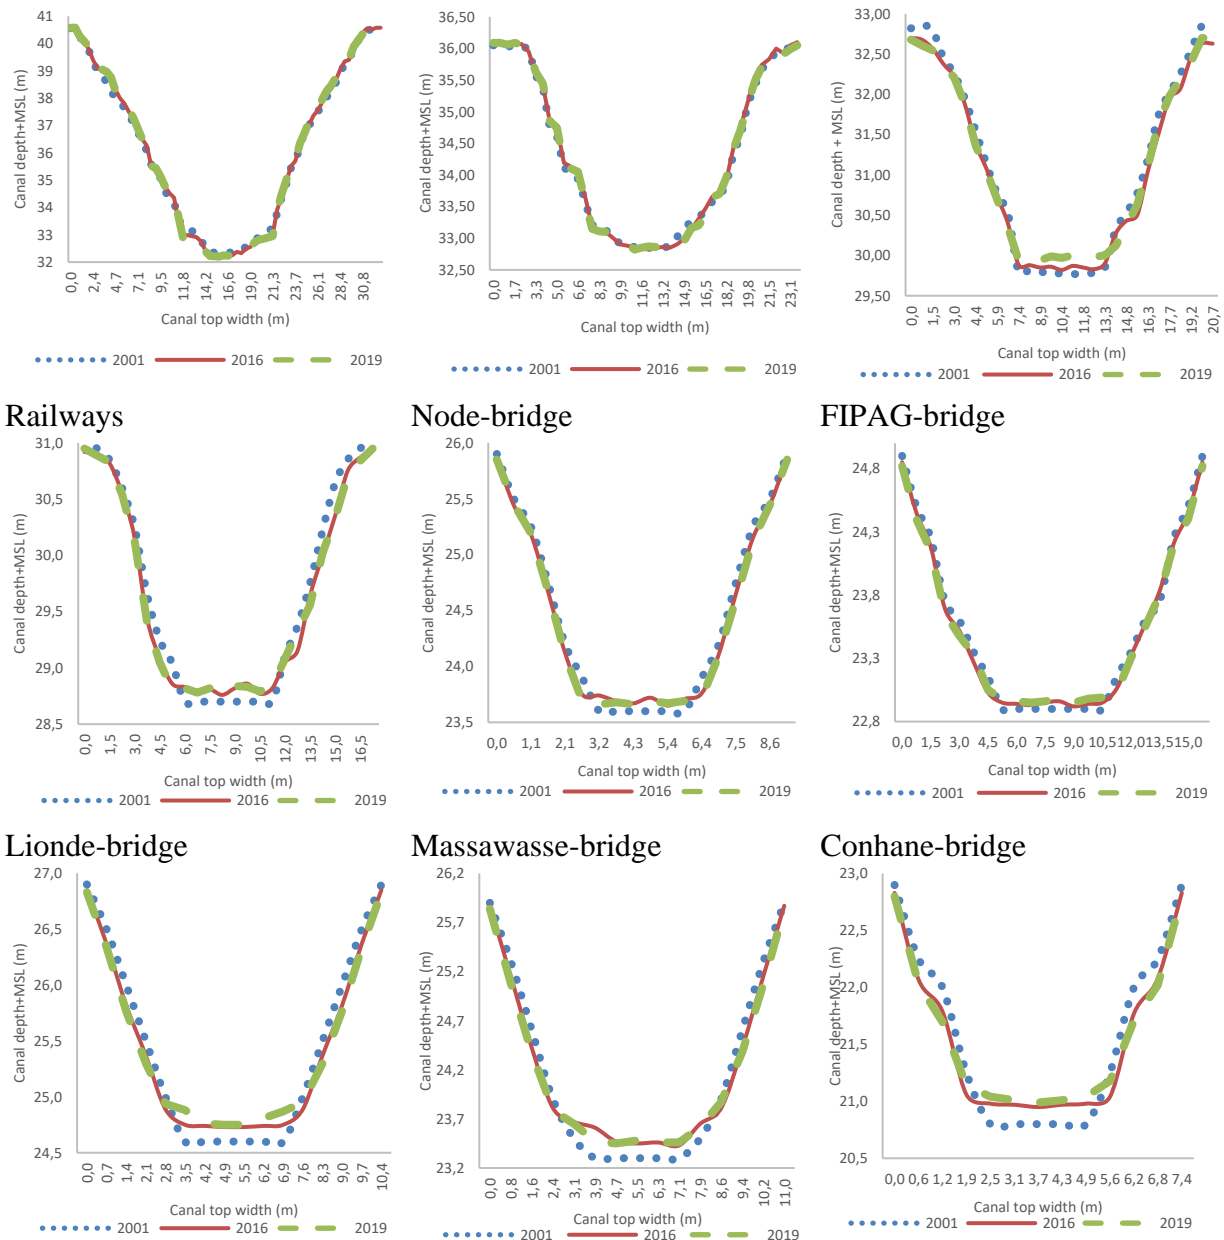 41
40
39
38
37
36
35
34
33
32
Canal depth+MSL (m)
0,0 2,4 4,7 7,1 9,5 11,8 14,2 16,6 19,0 21,3 23,7 26,1 28,4 30,8
Canal top width (m)
2001 2016 2019
36,50
36,00
35,50
35,00
34,50
34,00
33,50
33,00
32,50
Canal depth+MSL (m)
0,0 1,7 3,3 5,0 6,6 8,3 9,9 11,6 13,2 14,9 16,5 18,2 19,8 21,5 23,1
Canal top width (m)
2001 2016 2019
33,00
32,50
32,00
31,50
31,00
30,50
30,00
29,50
Canal depth + MSL (m)
0,0 1,5 3,0 4,4 5,9 7,4 8,9 10,4 11,8 13,3 14,8 16,3 17,7 19,2 20,7
Canal top width (m)
2001 2016 2019
Railways
Node-bridge
FIPAG-bridge
31,0
30,5
30,0
29,5
29,0
28,5
Canal depth+MSL (m)
0,0 1,5 3,0 4,5 6,0 7,5 9,0 10,5 12,0 13,5 15,0 16,5
Canal top width (m)
2001 2016 2019
26,0
25,5
25,0
24,5
24,0
23,5
Canal depth+MSL (m)
0,0 1,1 2,1 3,2 4,3 5,4 6,4 7,5 8,6
Canal top width (m)
2001 2016 2019
24,8
24,3
23,8
23,3
22,8
Canal depth+MSL (m)
0,0 1,5 3,0 4,5 6,0 7,5 9,0 10,5 12,0 13,5 15,0
Canal top width (m)
2001 2016 2019
Lionde-bridge
Massawasse-bridge
Conhane-bridge
27,0
26,5
26,0
25,5
25,0
24,5
Canal depth+MSL (m)
0,0 0,7 1,4 2,1 2,8 3,5 4,2 4,9 5,5 6,2 6,9 7,6 8,3 9,0 9,7 10,4
Canal top width (m)
2001 2016 2019
26,2
25,7
25,2
24,7
24,2
23,7
23,2
Canal depth+MSL (m)
0,0 0,8 1,6 2,4 3,1 3,9 4,7 5,5 6,3 7,1 7,9 8,6 9,4 10,2 11,0
Canal top width (m)
2001 2016 2019
23,0
22,5
22,0
21,5
21,0
20,5
Canal depth+MSL (m)
0,0 0,6 1,2 1,9 2,5 3,1 3,7 4,3 4,9 5,6 6,2 6,8 7,4
Canal top width (m)
2001 2016 2019